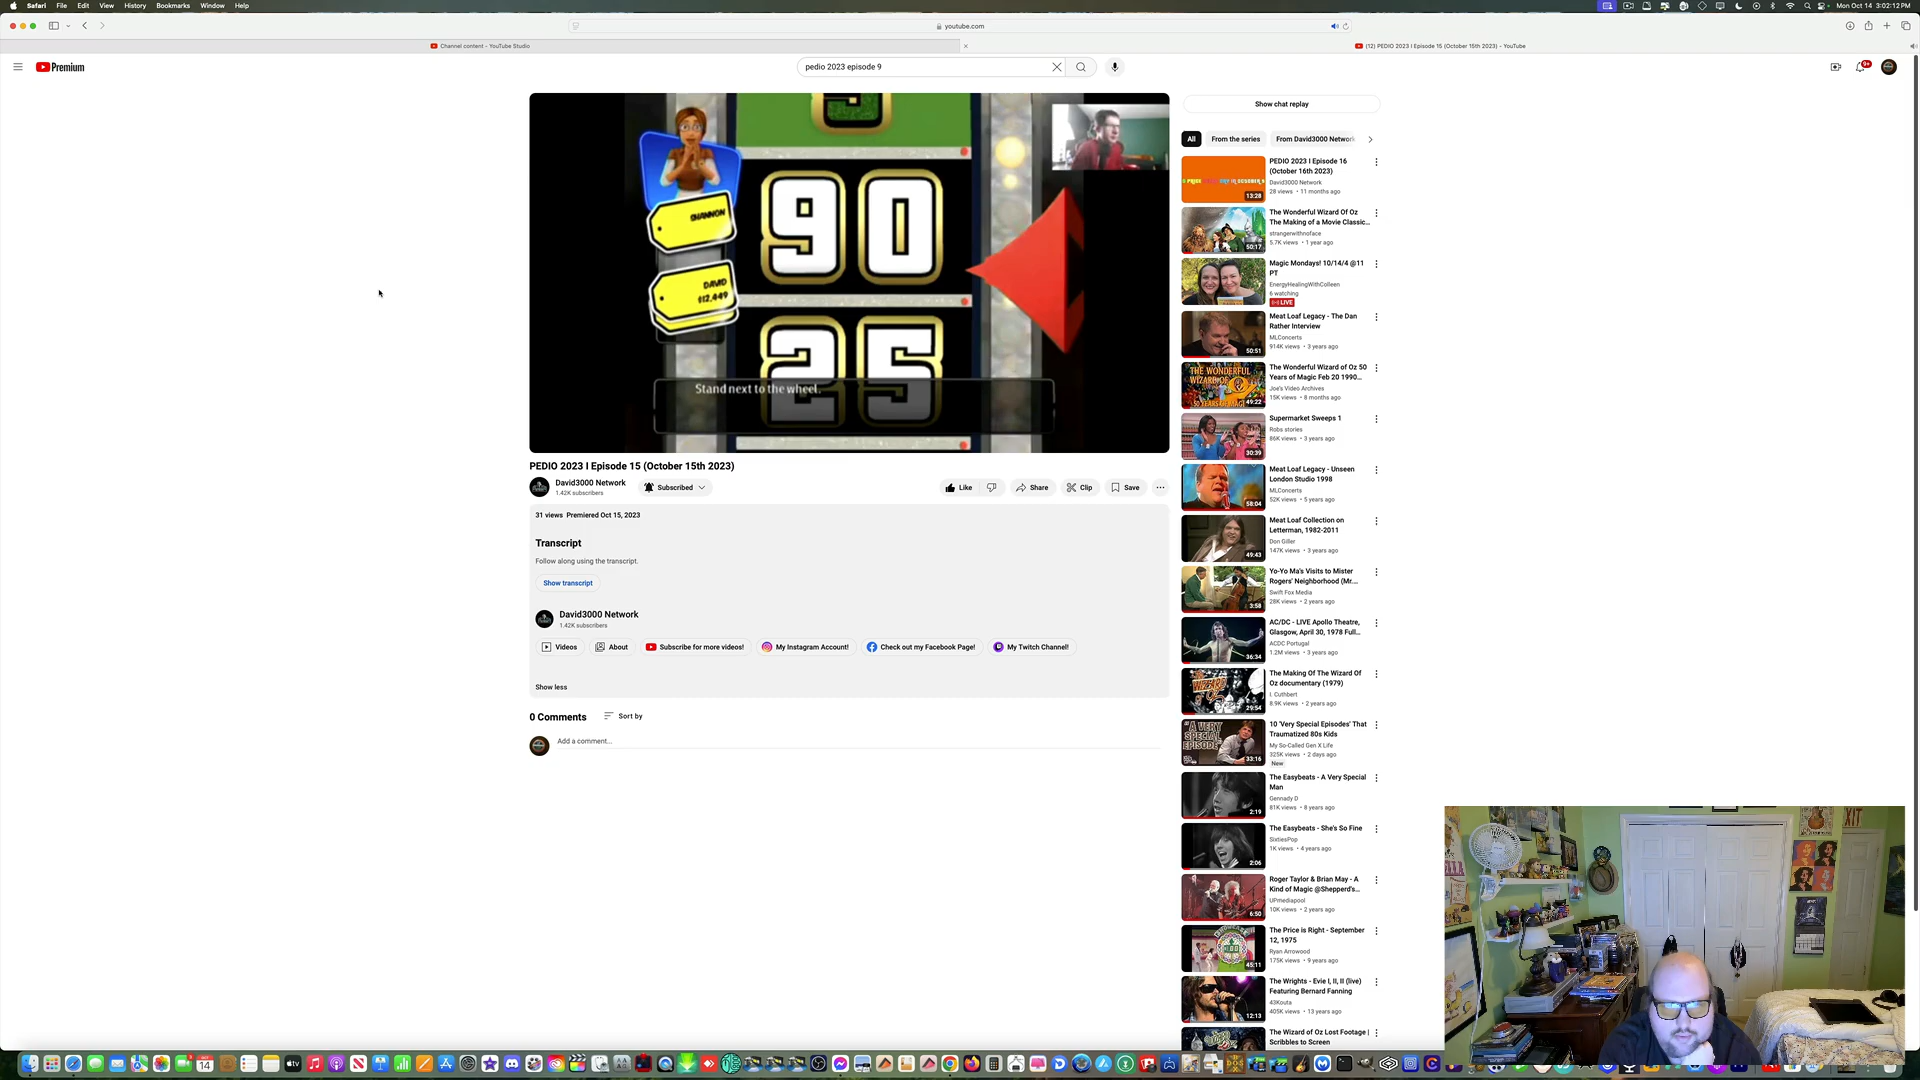 Safari File Edit View History Bookmarks Window Help
Mon Oct 14 3:02:12 PM
youtube.com
Channel content - YouTube Studio
(12) PEDIO 2023 I Episode 15 (October 15th 2023) - YouTube
Premium
pedio 2023 episode 9
9+
SHANNON
DAVID
$12,449
90
25
Stand next to the wheel.
PEDIO 2023 I Episode 15 (October 15th 2023)
David3000 Network
1.42K subscribers
Subscribed
Like
Share
Clip
Save
31 views Premiered Oct 15, 2023
Transcript
Follow along using the transcript.
Show transcript
David3000 Network
1.42K subscribers
Videos
About
Subscribe for more videos!
My Instagram Account!
Check out my Facebook Page!
My Twitch Channel!
Show less
0 Comments
Sort by
Add a comment...
Show chat replay
All
From the series
From David3000 Network
PEDIO 2023 I Episode 16
(October 16th 2023)
David3000 Network
28 views • 11 months ago
13:28
The Wonderful Wizard Of Oz
The Making of a Movie Classic...
strangerwithnoface
5.7K views • 1 year ago
50:17
Magic Mondays! 10/14/4 @11
PT
EnergyHealingWithColleen
6 watching
LIVE
Meat Loaf Legacy - The Dan
Rather Interview
MLConcerts
914K views • 3 years ago
50:51
The Wonderful Wizard of Oz 50
Years of Magic Feb 20 1990...
Joe's Video Archives
15K views • 8 months ago
49:22
Supermarket Sweeps 1
Robs stories
86K views • 3 years ago
30:39
Meat Loaf Legacy - Unseen
London Studio 1998
MLConcerts
52K views • 5 years ago
58:04
Meat Loaf Collection on
Letterman, 1982-2011
Don Giller
147K views • 3 years ago
49:43
Yo-Yo Ma's Visits to Mister
Rogers' Neighborhood (Mr....
Swift Fox Media
28K views • 2 years ago
3:58
AC/DC - LIVE Apollo Theatre,
Glasgow, April 30, 1978 Full...
ACDC Portugal
1.2M views • 3 years ago
36:34
The Making Of The Wizard Of
Oz documentary (1979)
I. Cuthbert
8.9K views • 2 years ago
29:54
10 'Very Special Episodes' That
Traumatized 80s Kids
My So-Called Gen X Life
325K views • 2 days ago
New
33:16
The Easybeats - A Very Special
Man
Gennady D
81K views • 8 years ago
2:19
The Easybeats - She's So Fine
SixtiesPop
1K views • 4 years ago
2:06
Roger Taylor & Brian May - A
Kind of Magic @Shepperd's...
UPmediapool
10K views • 2 years ago
6:50
The Price is Right - September
12, 1975
Ryan Arrowood
175K views • 9 years ago
45:11
The Wrights - Evie I, II, II (live)
Featuring Bernard Fanning
43Kouta
405K views • 13 years ago
12:13
The Wizard of Oz Lost Footage |
Scribbles to Screen